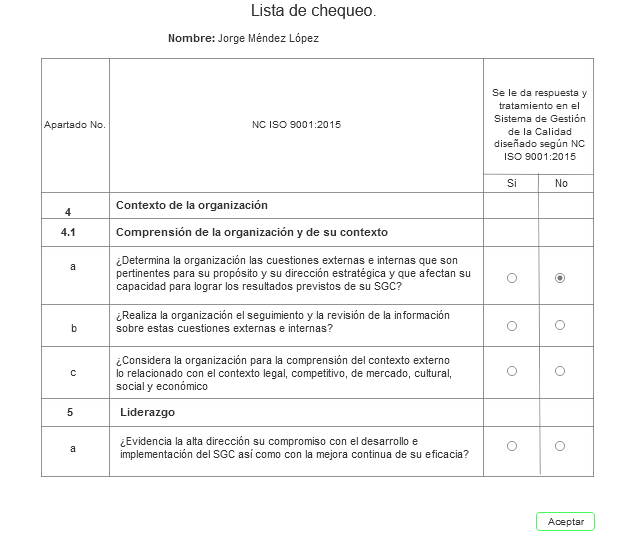 Lista de chequeo.
Nombre: Jorge Méndez López
Apartado No.
NC ISO 9001:2015
Se le da respuesta y
tratamiento en el
Sistema de Gestión
de la Calidad
diseñado según NC
ISO 9001:2015
Si
No
4
Contexto de la organización
4.1
Comprensión de la organización y de su contexto
a
¿Determina la organización las cuestiones externas e internas que son
pertinentes para su propósito y su dirección estratégica y que afectan su
capacidad para lograr los resultados previstos de su SGC?
b
¿Realiza la organización el seguimiento y la revisión de la información
sobre estas cuestiones externas e internas?
c
¿Considera la organización para la comprensión del contexto externo
lo relacionado con el contexto legal, competitivo, de mercado, cultural,
social y económico
5
Liderazgo
a
¿Evidencia la alta dirección su compromiso con el desarrollo e
implementación del SGC así como con la mejora continua de su eficacia?
Aceptar